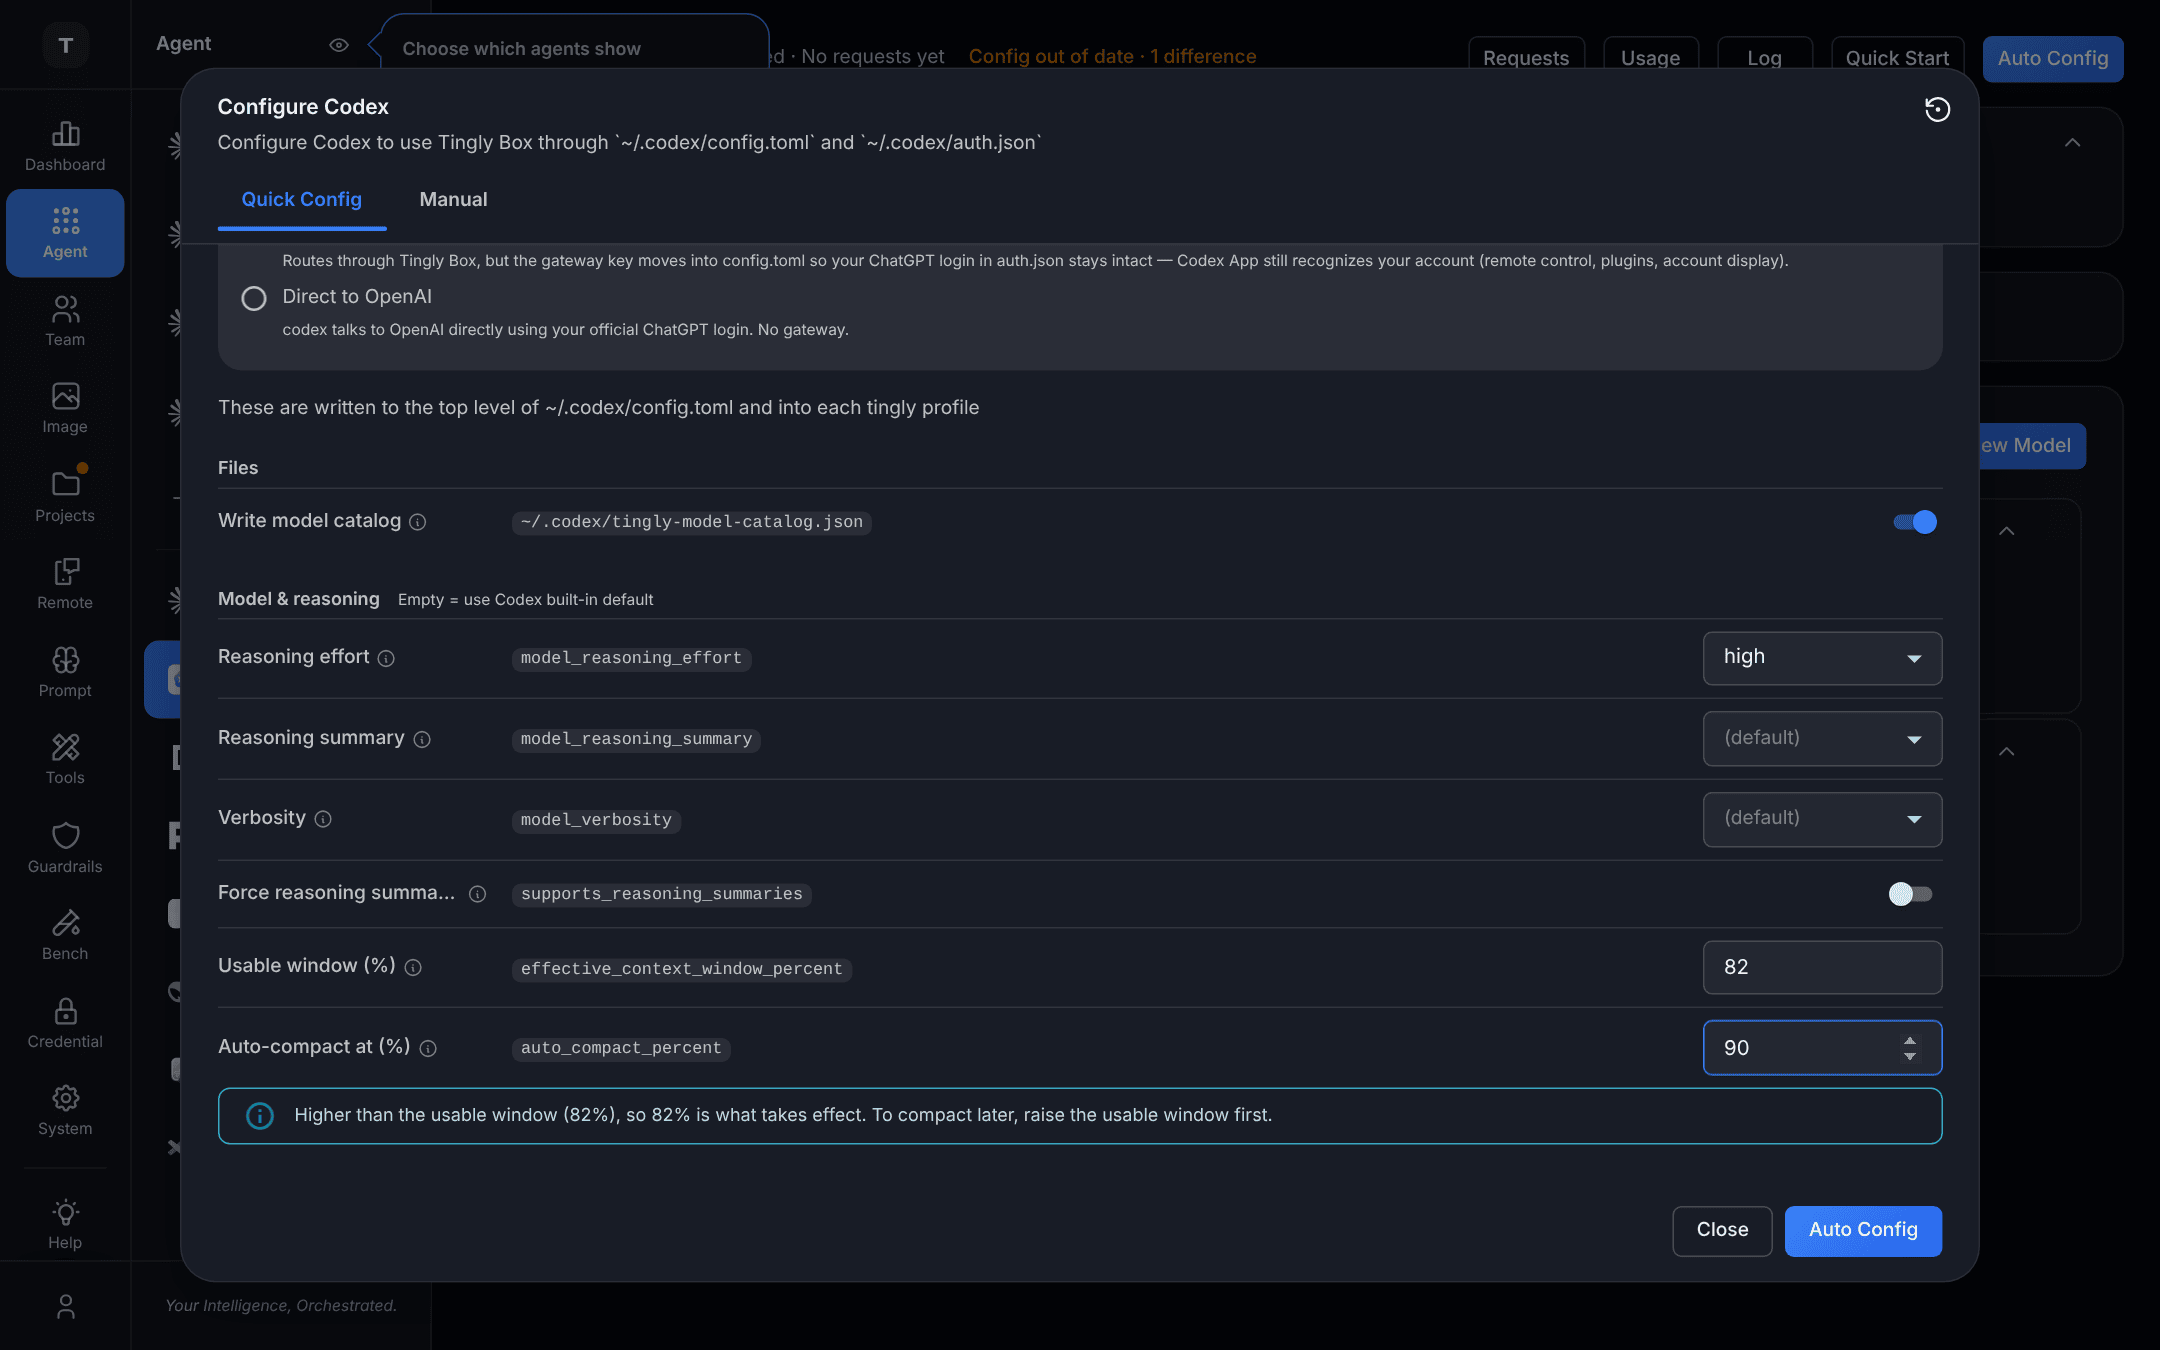 T
Agent
Choose which agents show
d · No requests yet
Config out of date · 1 difference
Requests
Usage
Log
Quick Start
Auto Config
Configure Codex
Configure Codex to use Tingly Box through `~/.codex/config.toml` and `~/.codex/auth.json`
Quick Config
Manual
Routes through Tingly Box, but the gateway key moves into config.toml so your ChatGPT login in auth.json stays intact — Codex App still recognizes your account (remote control, plugins, account display).
Direct to OpenAI
codex talks to OpenAI directly using your official ChatGPT login. No gateway.
These are written to the top level of ~/.codex/config.toml and into each tingly profile
Files
Write model catalog
~/.codex/tingly-model-catalog.json
Model & reasoning Empty = use Codex built-in default
Reasoning effort
model_reasoning_effort
high
Reasoning summary
model_reasoning_summary
(default)
Verbosity
model_verbosity
(default)
Force reasoning summa...
supports_reasoning_summaries
Usable window (%)
effective_context_window_percent
82
Auto-compact at (%)
auto_compact_percent
90
Higher than the usable window (82%), so 82% is what takes effect. To compact later, raise the usable window first.
Close
Auto Config
ew Model
Dashboard
Agent
Team
Image
Projects
Remote
Prompt
Tools
Guardrails
Bench
Credential
System
Help
Your Intelligence, Orchestrated.